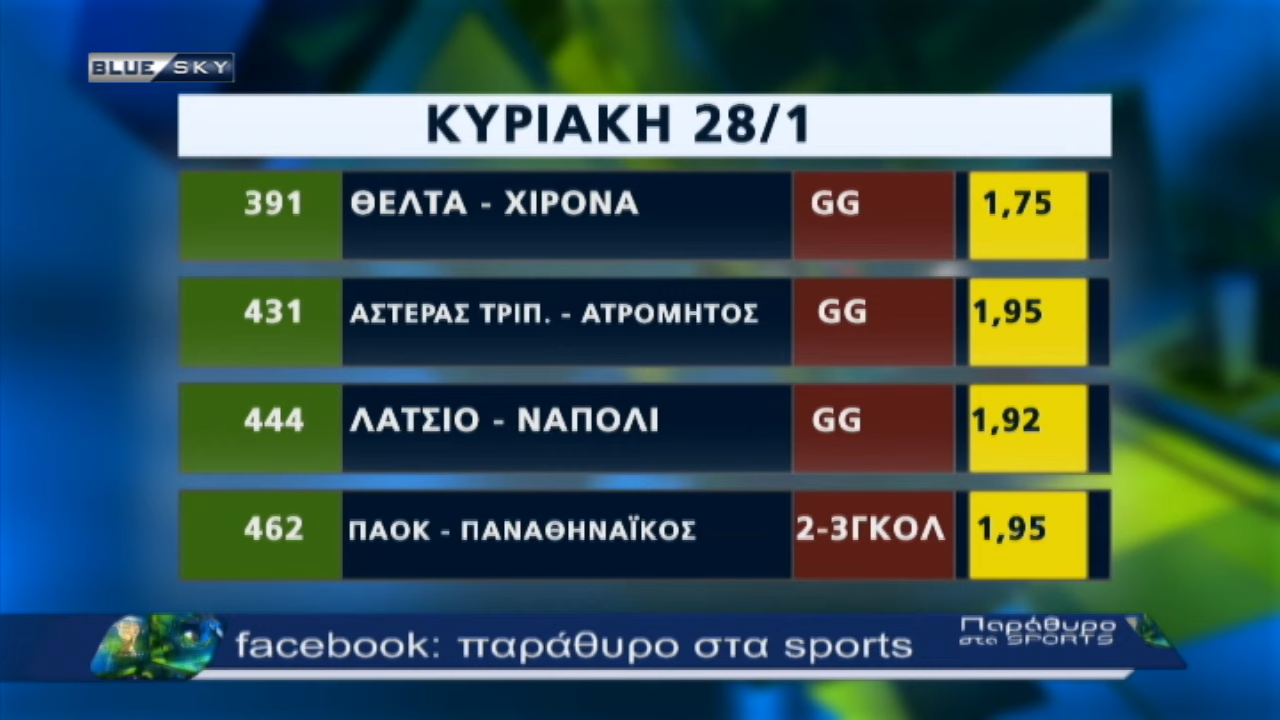 BLUE SKY
ΚΥΡΙΑΚΗ 28/1
391 ΘΕΛΤΑ - ΧΙΡΟΝΑ GG 1,75
431 ΑΣΤΕΡΑΣ ΤΡΙΠ. - ΑΤΡΟΜΗΤΟΣ GG 1,95
444 ΛΑΤΣΙΟ - ΝΑΠΟΛΙ GG 1,92
462 ΠΑΟΚ - ΠΑΝΑΘΗΝΑΪΚΟΣ 2-3ΓΚΟΛ 1,95
facebook: παράθυρο στα sports
Παράθυρο
στα SPORTS